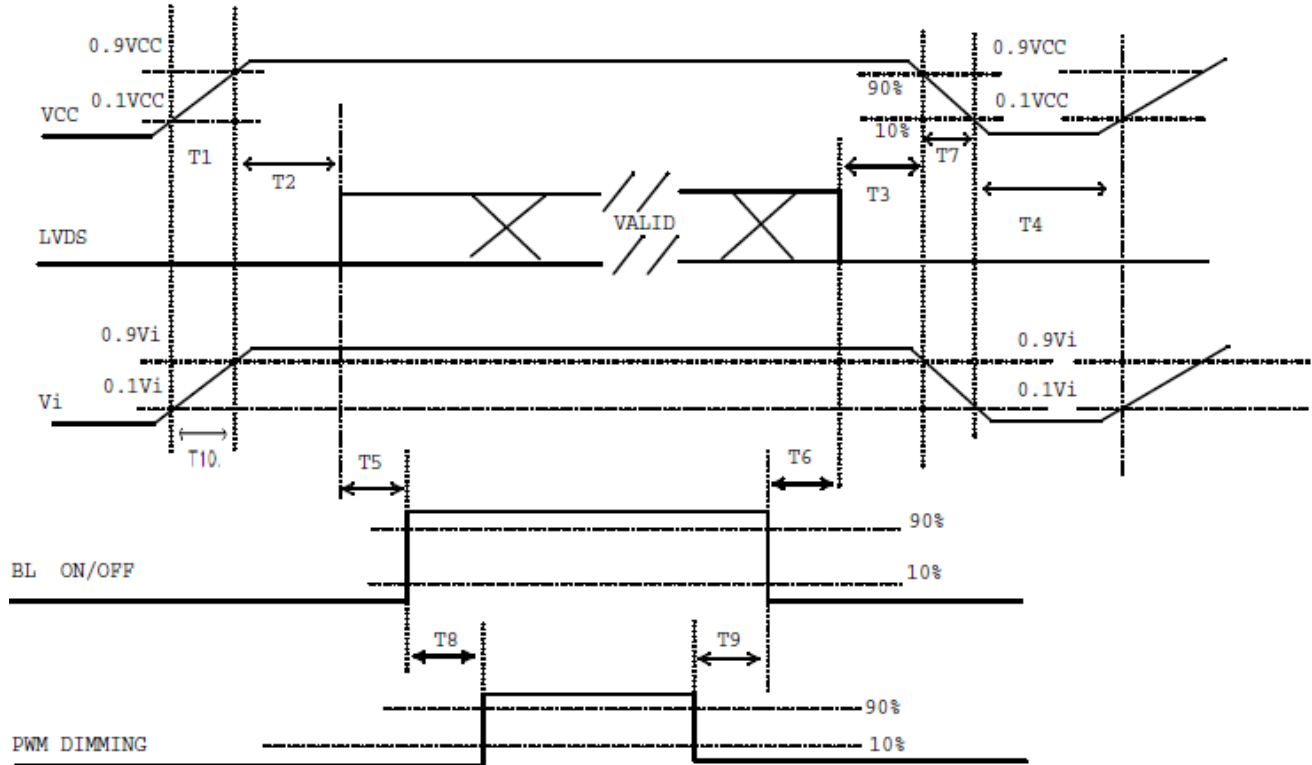 0.9VCC
0.9VCC
90%
VCC
0.1VCC
0.1VCC
10%
T1
T7
T2
T3
T4
LVDS
VALID
0.9Vi
0.9Vi
0.1Vi
0.1Vi
Vi
T10.
T5
T6
90%
BL ON/OFF
10%
T8
T9
90%
PWM DIMMING
10%